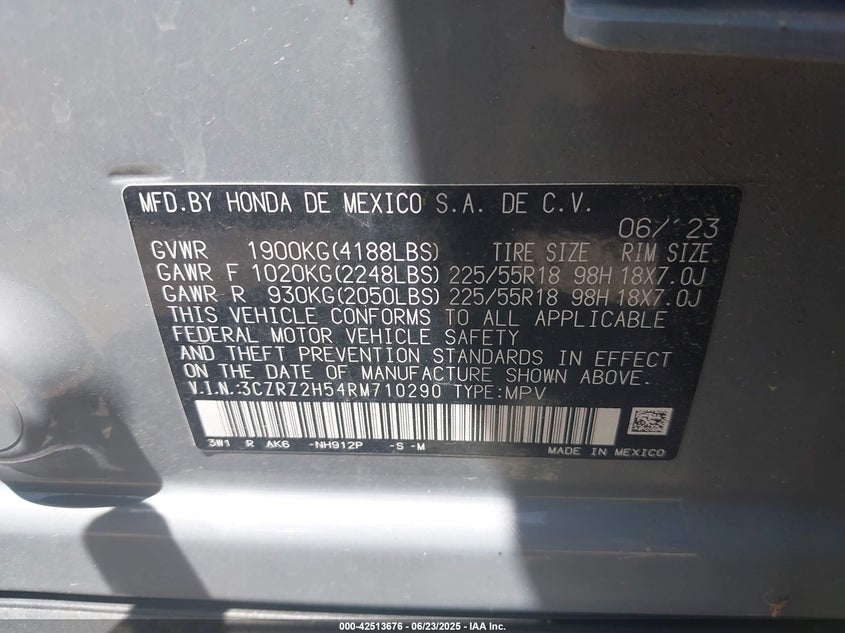 MFD.BY HONDA DE MEXICO S.A. DE C.V.
06/'23
GVWR 1900KG(4188LBS) TIRE SIZE RIM SIZE
GAWR F 1020KG(2248LBS) 225/55R18 98H 18X7.0J
GAWR R 930KG(2050LBS) 225/55R18 98H 18X7.0J
THIS VEHICLE CONFORMS TO ALL APPLICABLE
FEDERAL MOTOR VEHICLE SAFETY
AND THEFT PREVENTION STANDARDS IN EFFECT
ON THE DATE OF MANUFACTURE SHOWN ABOVE.
V.I.N.:3CZRZ2H54RM710290 TYPE:MPV
3W1 R AK6 -NH912P -S -M
MADE IN MEXICO
000-42513676 - 06/23/2025 - IAA Inc.